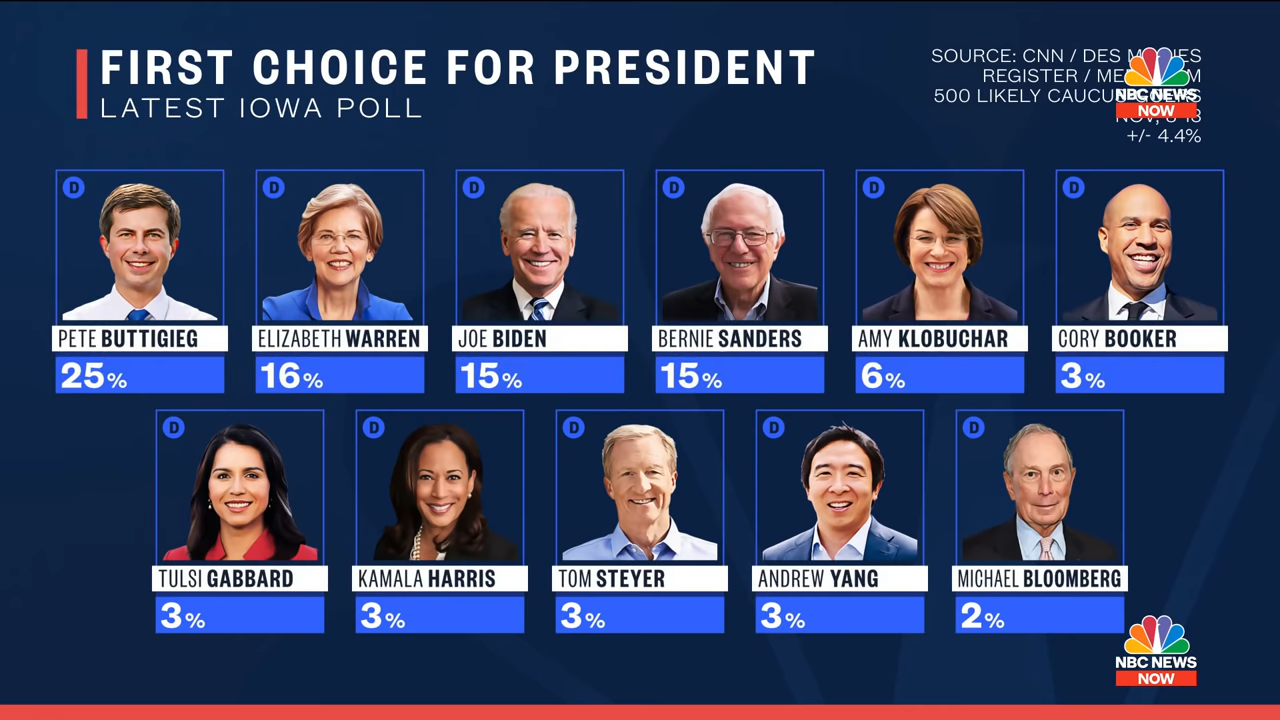 FIRST CHOICE FOR PRESIDENT
LATEST IOWA POLL
SOURCE: CNN / DES
REGISTER /
500 LIKELY
+/- 4.4%
NBC NEWS
NOW
D
D
D
D
D
D
PETE BUTTIGIEG
ELIZABETH WARREN
JOE BIDEN
BERNIE SANDERS
AMY KLOBUCHAR
CORY BOOKER
25%
16%
15%
15%
6%
3%
D
D
D
D
D
TULSI GABBARD
KAMALA HARRIS
TOM STEYER
ANDREW YANG
MICHAEL BLOOMBERG
3%
3%
3%
3%
2%
NBC NEWS
NOW